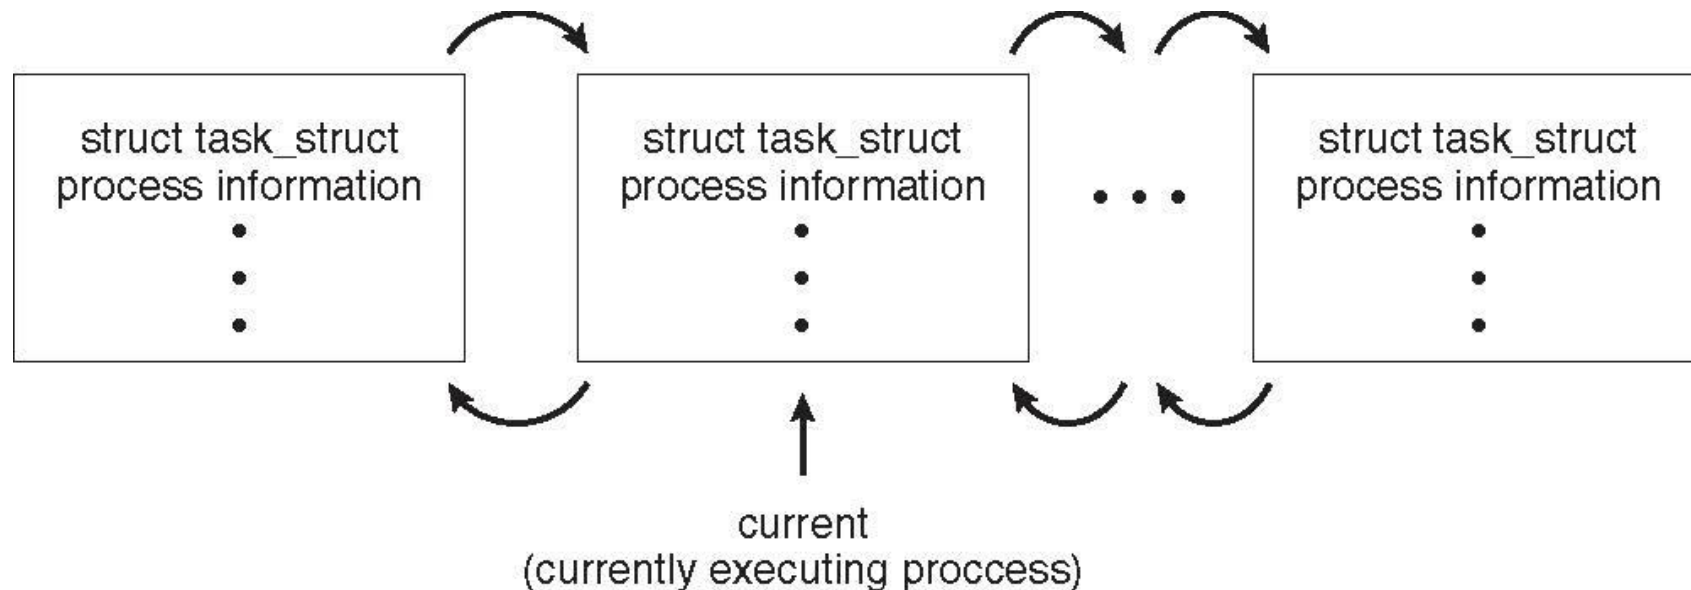 struct task_struct
process information
struct task_struct
process information
struct task_struct
process information
current
(currently executing proccess)